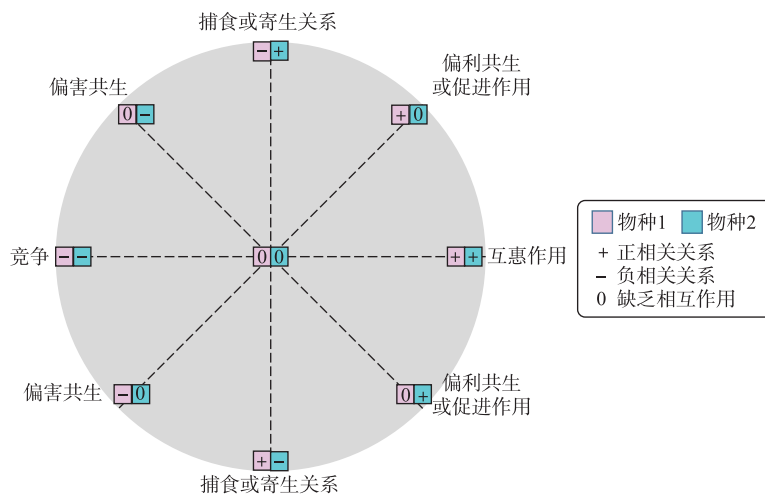 捕食或寄生关系
− +
偏害共生
0 −
偏利共生
或促进作用
+ 0
竞争
− −
0 0
+ +
互惠作用
偏害共生
− 0
0 +
偏利共生
或促进作用
+ −
捕食或寄生关系
物种1 物种2
+ 正相关关系
− 负相关关系
0 缺乏相互作用